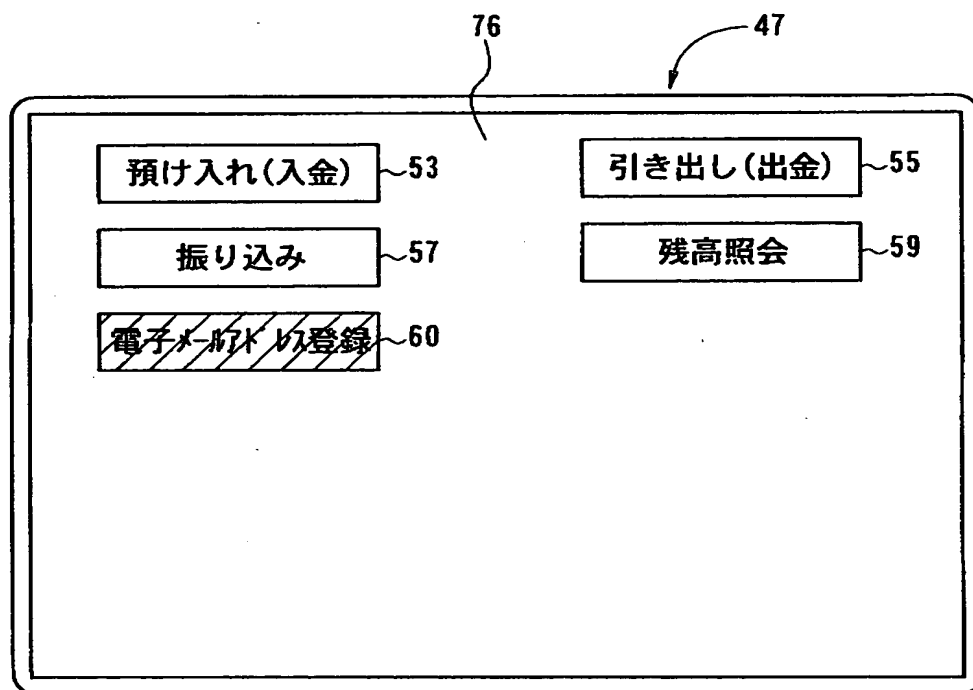 76 47
預け入れ(入金) 53 引き出し(出金) 55
振り込み 57 残高照会 59
電子メールアドレス登録 60